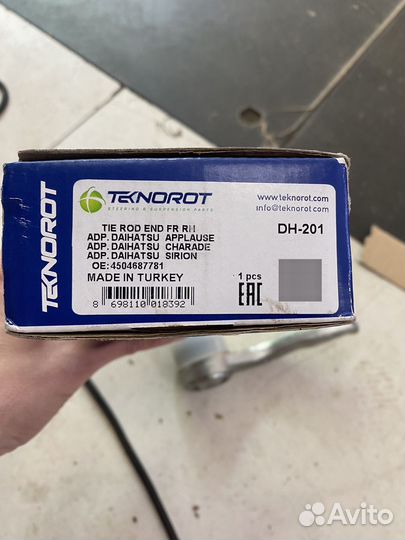 TEKNOROT
TEKNOROT
STEERING & SUSPENSION PARTS
www.teknorot.com
info@teknorot.com
TIE ROD END FR RH
DH-201
ADP. DAIHATSU APPLAUSE
ADP. DAIHATSU CHARADE
ADP. DAIHATSU SIRION
OE:4504687781
MADE IN TURKEY
1 pcs
EAC
8 698110 018392
Avito